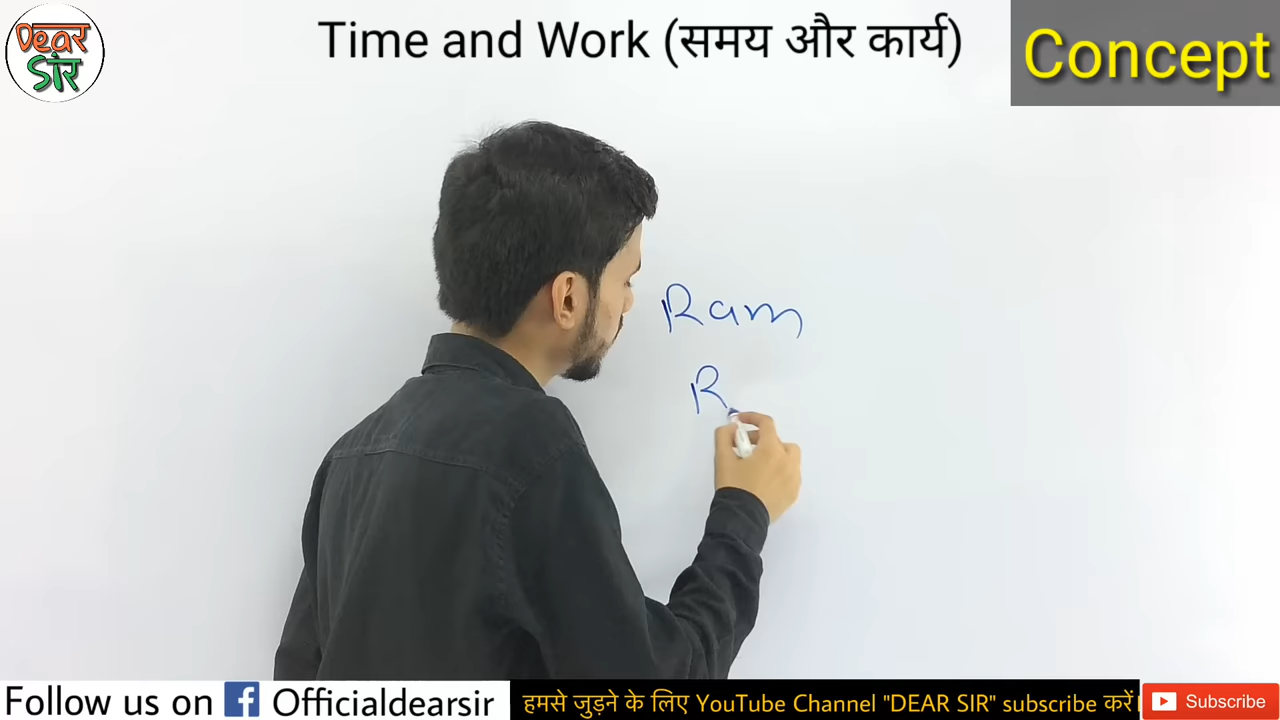 Dear
Sir
Time and Work (समय और कार्य)
Concept
Ram
R
Follow us on Officialdearsir
हमसे जुड़ने के लिए YouTube Channel "DEAR SIR" subscribe करें।
Subscribe